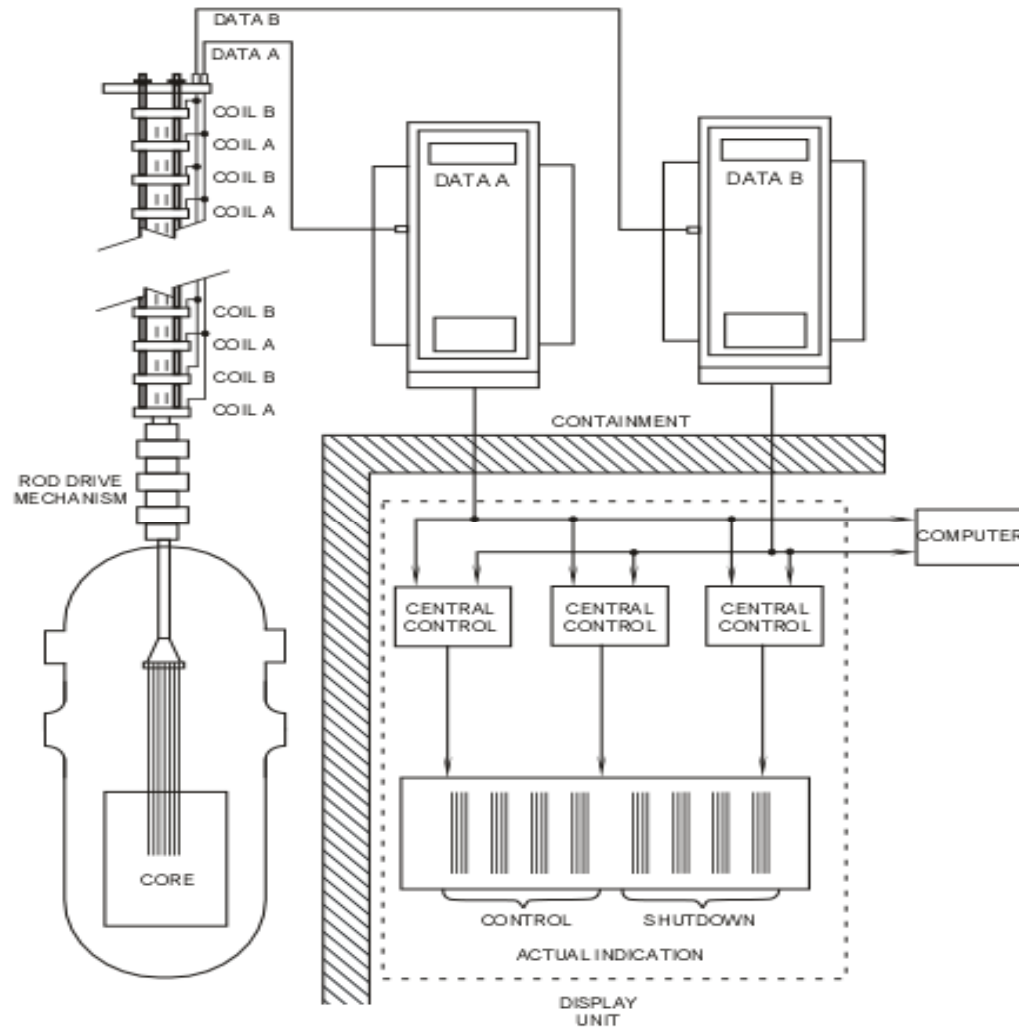 DATA B
DATA A
COIL B
COIL A
COIL B
COIL A
DATA A
DATA B
COIL B
COIL A
COIL B
COIL A
CONTAINMENT
ROD DRIVE
MECHANISM
COMPUTER
CENTRAL
CONTROL
CENTRAL
CONTROL
CENTRAL
CONTROL
CORE
CONTROL
SHUTDOWN
ACTUAL INDICATION
DISPLAY
UNIT